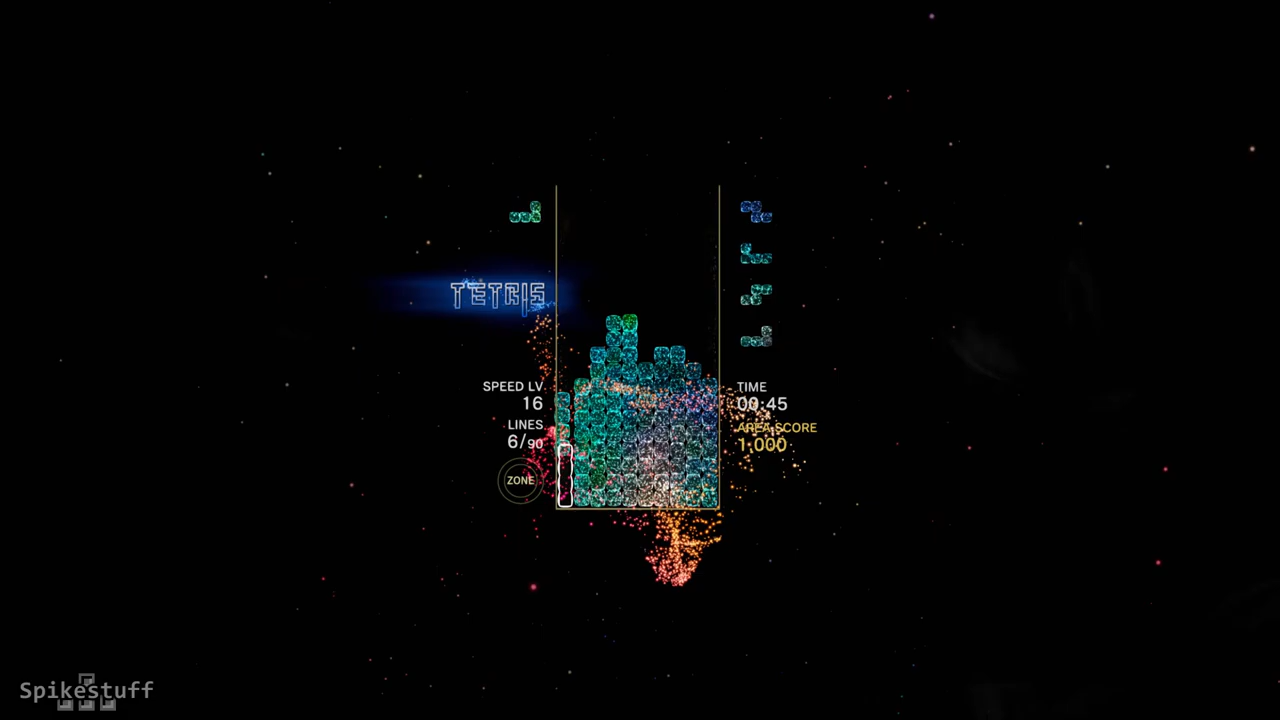 TETRIS
SPEED LV
16
LINES
6/90
ZONE
TIME
00:45
AREA SCORE
1,000
Spikestuff